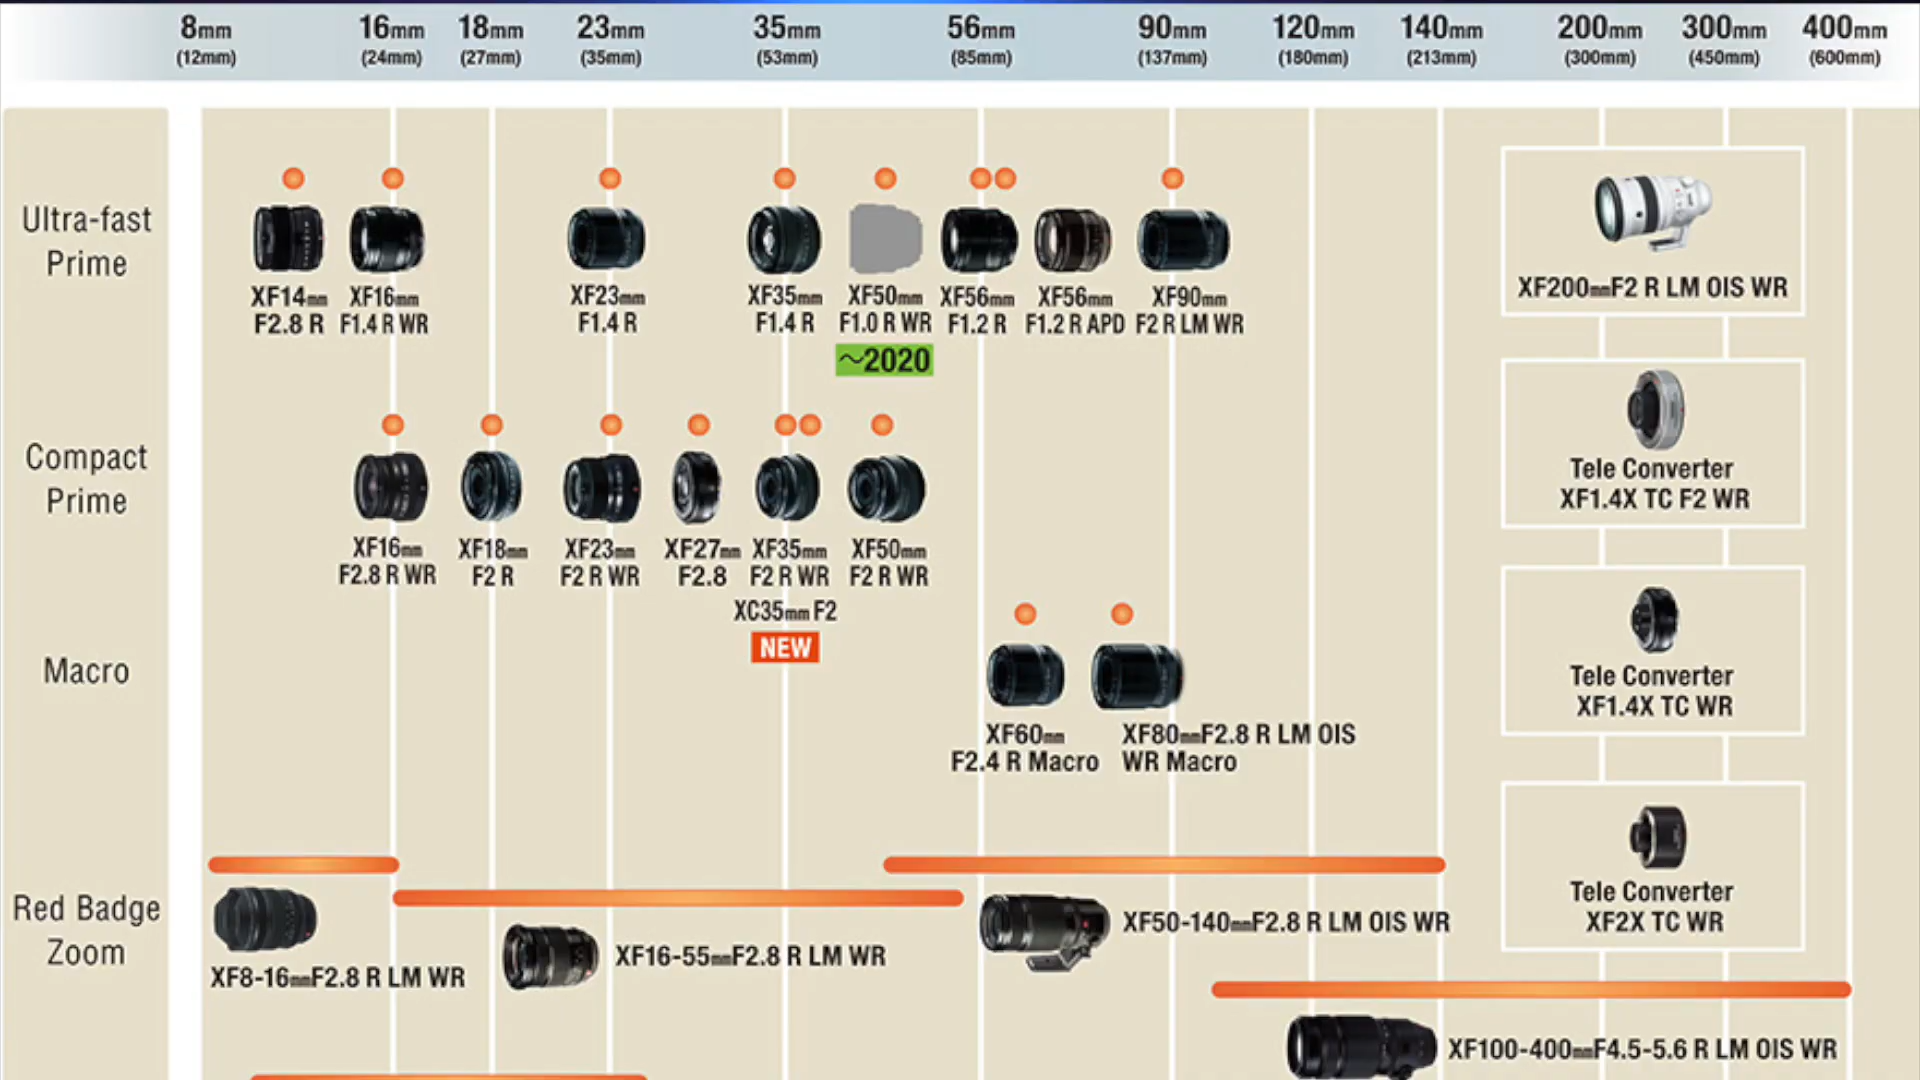 8mm 16mm 18mm 23mm 35mm 56mm 90mm 120mm 140mm 200mm 300mm 400mm
(12mm) (24mm) (27mm) (35mm) (53mm) (85mm) (137mm) (180mm) (213mm) (300mm) (450mm) (600mm)
Ultra-fast
Prime
XF14mm
F2.8 R
XF16mm
F1.4 R WR
XF23mm
F1.4 R
XF35mm
F1.4 R
XF50mm
F1.0 R WR
~2020
XF56mm
F1.2 R
XF56mm
F1.2 R APD
XF90mm
F2 R LM WR
XF200mmF2 R LM OIS WR
Compact
Prime
XF16mm
F2.8 R WR
XF18mm
F2 R
XF23mm
F2 R WR
XF27mm
F2.8
XF35mm
F2 R WR
XC35mm F2
NEW
XF50mm
F2 R WR
Tele Converter
XF1.4X TC F2 WR
Macro
XF60mm
F2.4 R Macro
XF80mmF2.8 R LM OIS
WR Macro
Tele Converter
XF1.4X TC WR
Red Badge
Zoom
XF8-16mmF2.8 R LM WR
XF16-55mmF2.8 R LM WR
XF50-140mmF2.8 R LM OIS WR
Tele Converter
XF2X TC WR
XF100-400mmF4.5-5.6 R LM OIS WR